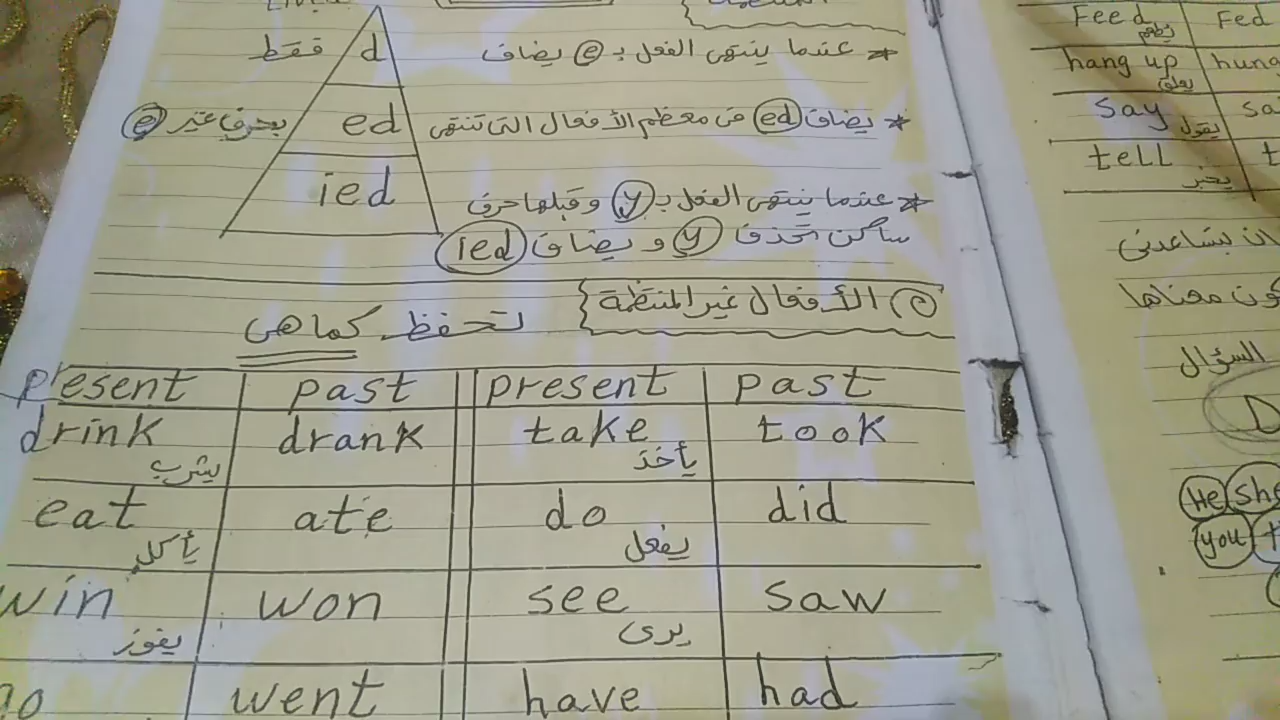 * عندما ينتهى الفعل بـ e يضاف d فقط
* يضاف ed فى معظم الأفعال التى تنتهى ed بحرف غير e
* عندما ينتهى الفعل بـ y وقبلها حرف ied
ساكن تحذف y و يضاف ied
الأفعال غير المنتظمة تحفظ كما هى
present past present past
drink يشرب drank take يأخذ took
eat يأكل ate do يفعل did
win يفوز won see يرى saw
went have had
Feed يطعم Fed
hang up يعلق
say يقول
tell يخبر
السؤال
He she
you